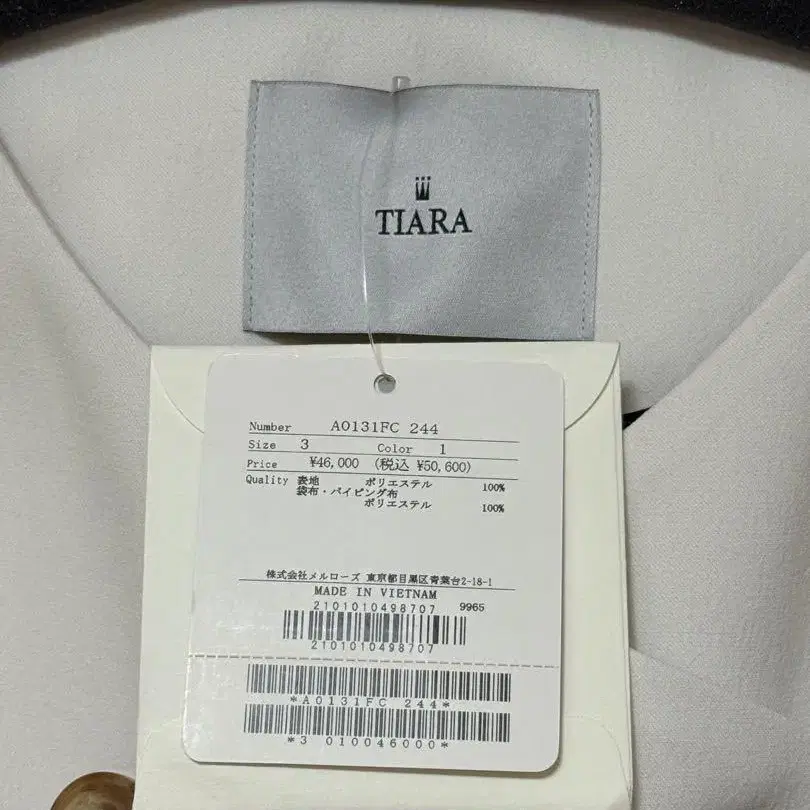 TIARA
Number A0131FC 244
Size 3 Color 1
Price ¥46,000 (税込 ¥50,600)
Quality 表地 ポリエステル 100%
袋布・パイピング布
ポリエステル 100%
株式会社メルローズ 東京都目黒区青葉台2-18-1
MADE IN VIETNAM
2101010498707 9965
2101010498707
*A0131FC 244*
*3 010046000*